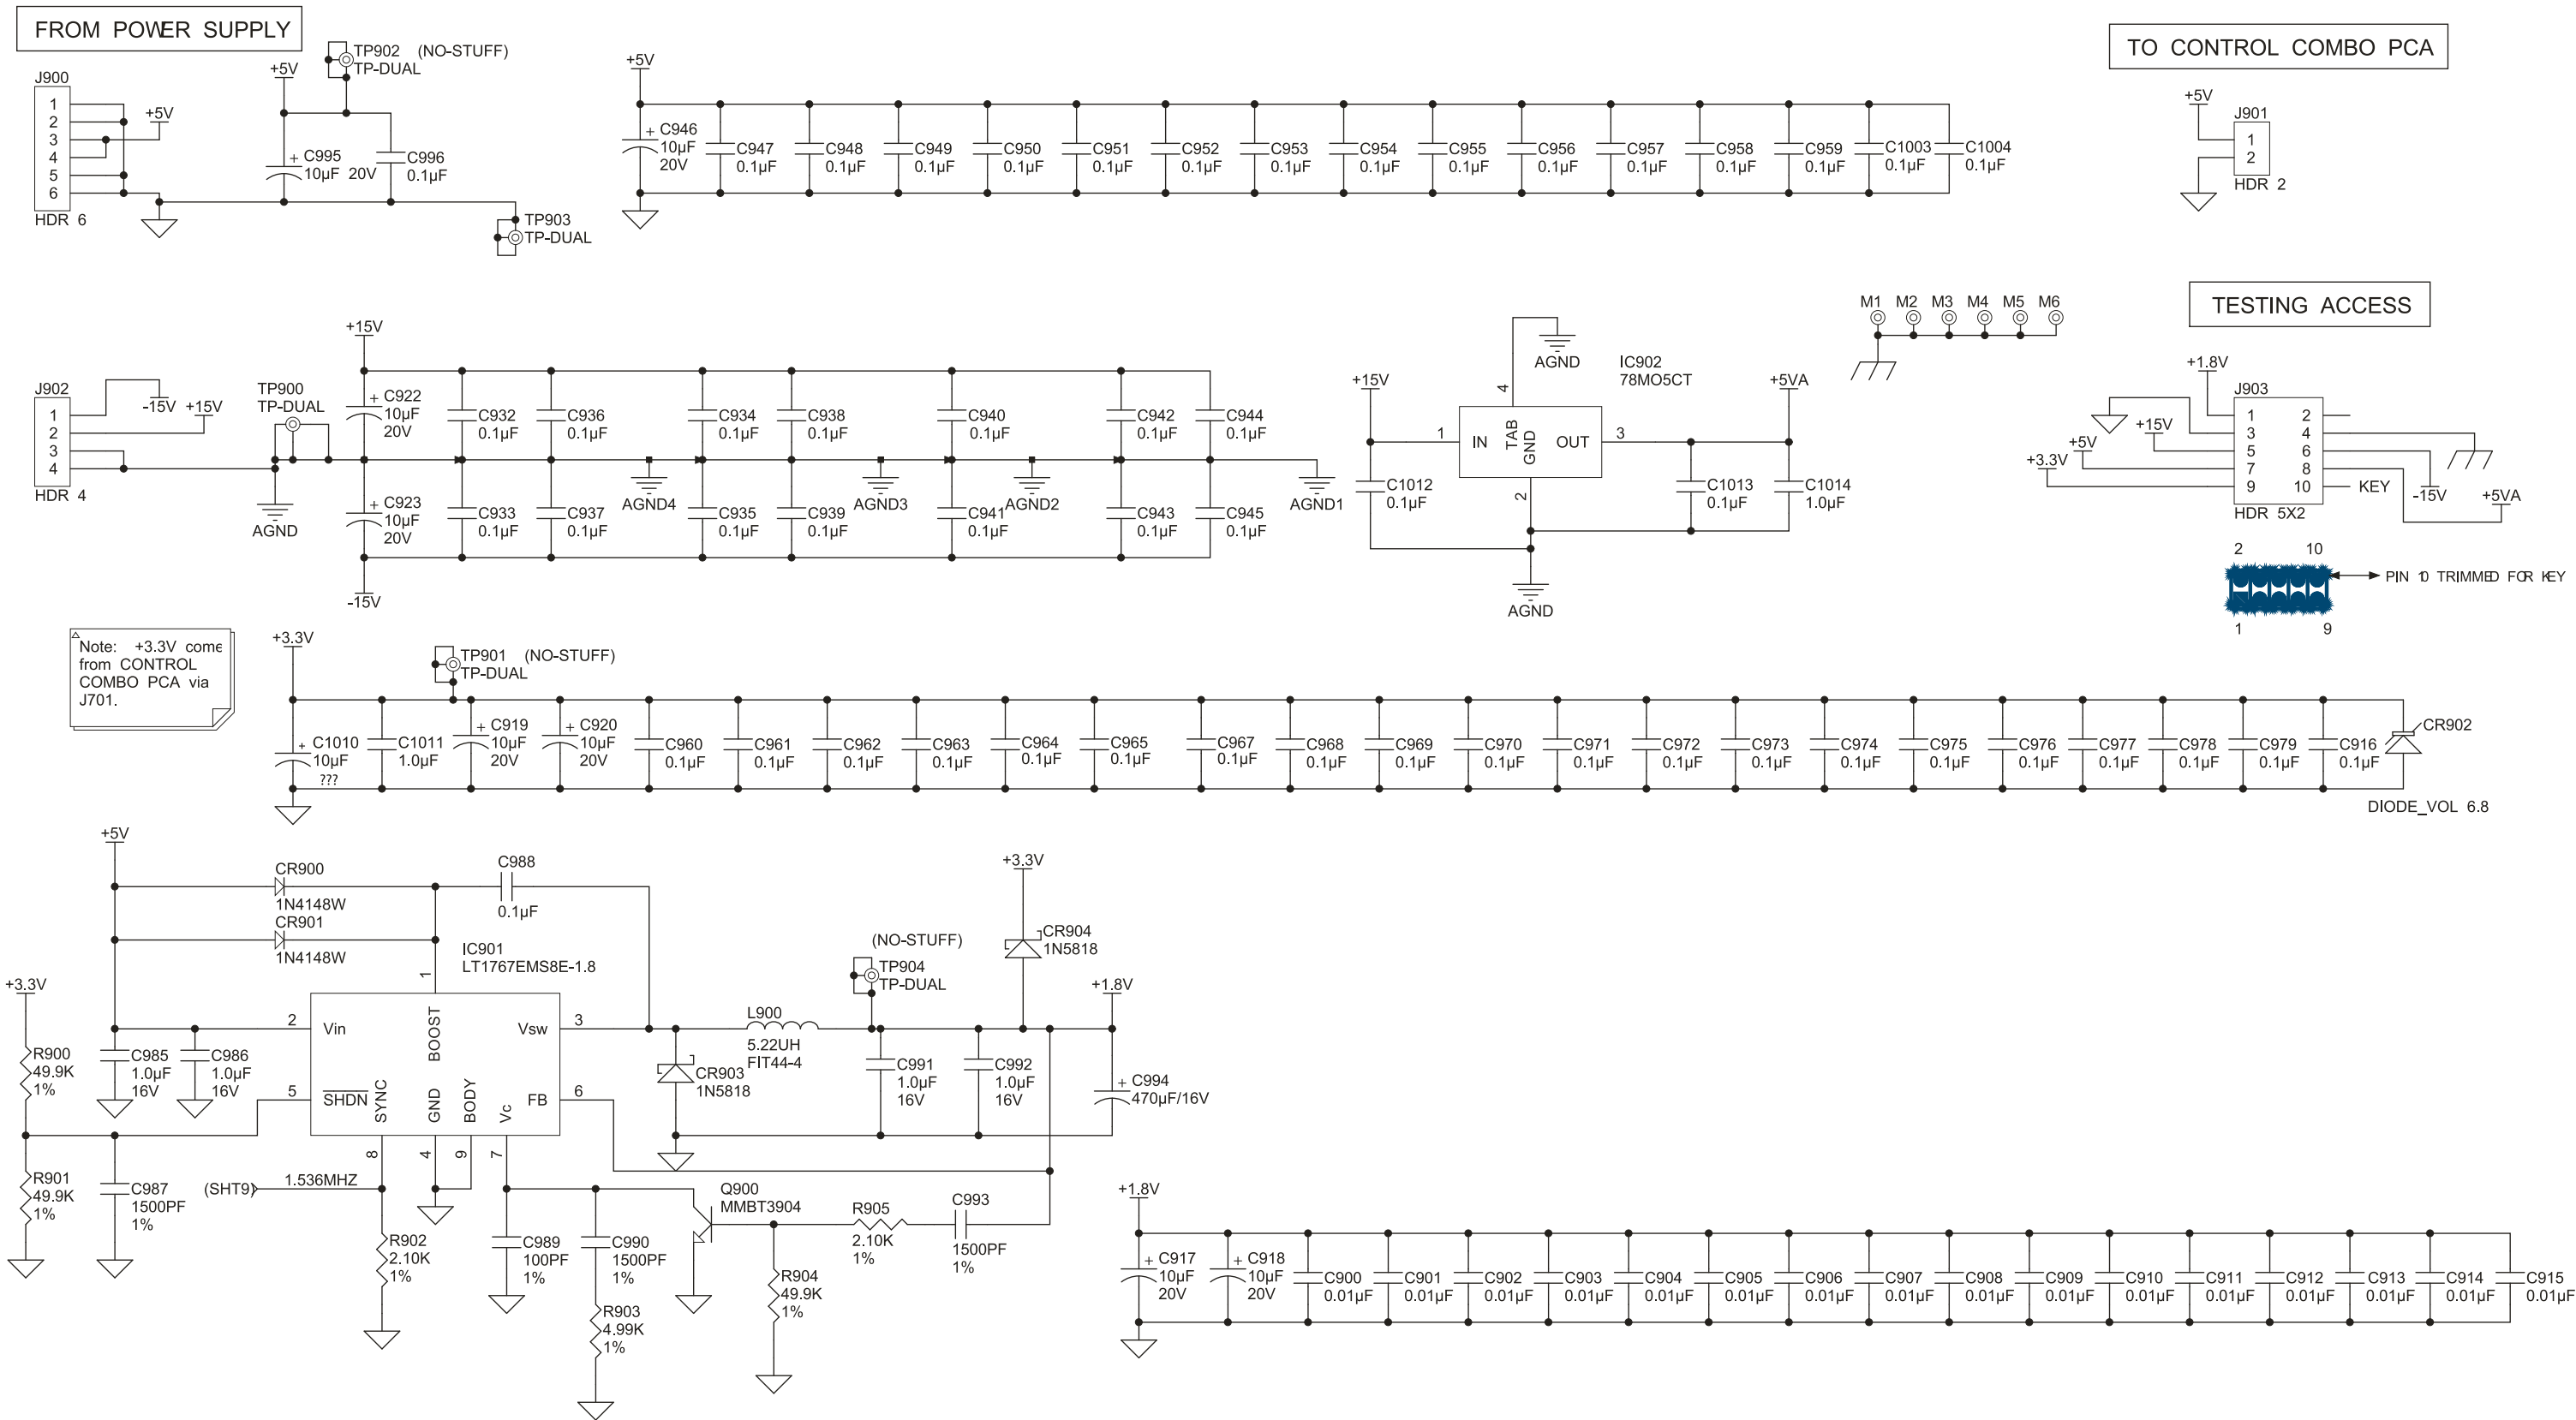 FROM POWER SUPPLY
TP902 (NO-STUFF)
TP-DUAL
J900
1
2
3
4
5
6
HDR 6
+5V
+5V
+ C995
10µF 20V
C996
0.1µF
TP903
TP-DUAL
+5V
+ C946
10µF
20V
C947
0.1µF
C948
0.1µF
C949
0.1µF
C950
0.1µF
C951
0.1µF
C952
0.1µF
C953
0.1µF
C954
0.1µF
C955
0.1µF
C956
0.1µF
C957
0.1µF
C958
0.1µF
C959
0.1µF
C1003
0.1µF
C1004
0.1µF
TO CONTROL COMBO PCA
+5V
J901
1
2
HDR 2
J902
1
2
3
4
HDR 4
-15V
+15V
TP900
TP-DUAL
AGND
+15V
+ C922
10µF
20V
+ C923
10µF
20V
-15V
C932
0.1µF
C936
0.1µF
C934
0.1µF
C938
0.1µF
C940
0.1µF
C942
0.1µF
C944
0.1µF
AGND4
AGND3
AGND2
AGND1
C933
0.1µF
C937
0.1µF
C935
0.1µF
C939
0.1µF
C941
0.1µF
C943
0.1µF
C945
0.1µF
AGND
IC902
78MO5CT
+15V
+5VA
4
1
IN
TAB
GND
OUT
3
2
C1012
0.1µF
C1013
0.1µF
C1014
1.0µF
AGND
M1 M2 M3 M4 M5 M6
TESTING ACCESS
+1.8V
J903
1 2
3 4
5 6
7 8
9 10
HDR 5X2
+15V
+5V
+3.3V
KEY
-15V
+5VA
2 10
PIN 10 TRIMMED FOR KEY
1 9
Note: +3.3V come
from CONTROL
COMBO PCA via
J701.
+3.3V
TP901 (NO-STUFF)
TP-DUAL
+ C1010
10µF
???
C1011
1.0µF
+ C919
10µF
20V
+ C920
10µF
20V
C960
0.1µF
C961
0.1µF
C962
0.1µF
C963
0.1µF
C964
0.1µF
C965
0.1µF
C967
0.1µF
C968
0.1µF
C969
0.1µF
C970
0.1µF
C971
0.1µF
C972
0.1µF
C973
0.1µF
C974
0.1µF
C975
0.1µF
C976
0.1µF
C977
0.1µF
C978
0.1µF
C979
0.1µF
C916
0.1µF
CR902
DIODE_VOL 6.8
+5V
CR900
1N4148W
CR901
1N4148W
C988
0.1µF
IC901
LT1767EMS8E-1.8
+3.3V
R900
49.9K
1%
C985
1.0µF
16V
C986
1.0µF
16V
1
2
Vin
BOOST
Vsw
3
5
SHDN
SYNC
GND
BODY
Vc
FB
6
8
4
9
7
R901
49.9K
1%
C987
1500PF
1%
(SHT9)
1.536MHZ
R902
2.10K
1%
C989
100PF
1%
C990
1500PF
1%
R903
4.99K
1%
Q900
MMBT3904
R904
49.9K
1%
R905
2.10K
1%
C993
1500PF
1%
CR903
1N5818
L900
5.22UH
FIT44-4
(NO-STUFF)
TP904
TP-DUAL
C991
1.0µF
16V
C992
1.0µF
16V
+3.3V
CR904
1N5818
+1.8V
+ C994
470µF/16V
+1.8V
+ C917
10µF
20V
+ C918
10µF
20V
C900
0.01µF
C901
0.01µF
C902
0.01µF
C903
0.01µF
C904
0.01µF
C905
0.01µF
C906
0.01µF
C907
0.01µF
C908
0.01µF
C909
0.01µF
C910
0.01µF
C911
0.01µF
C912
0.01µF
C913
0.01µF
C914
0.01µF
C915
0.01µF